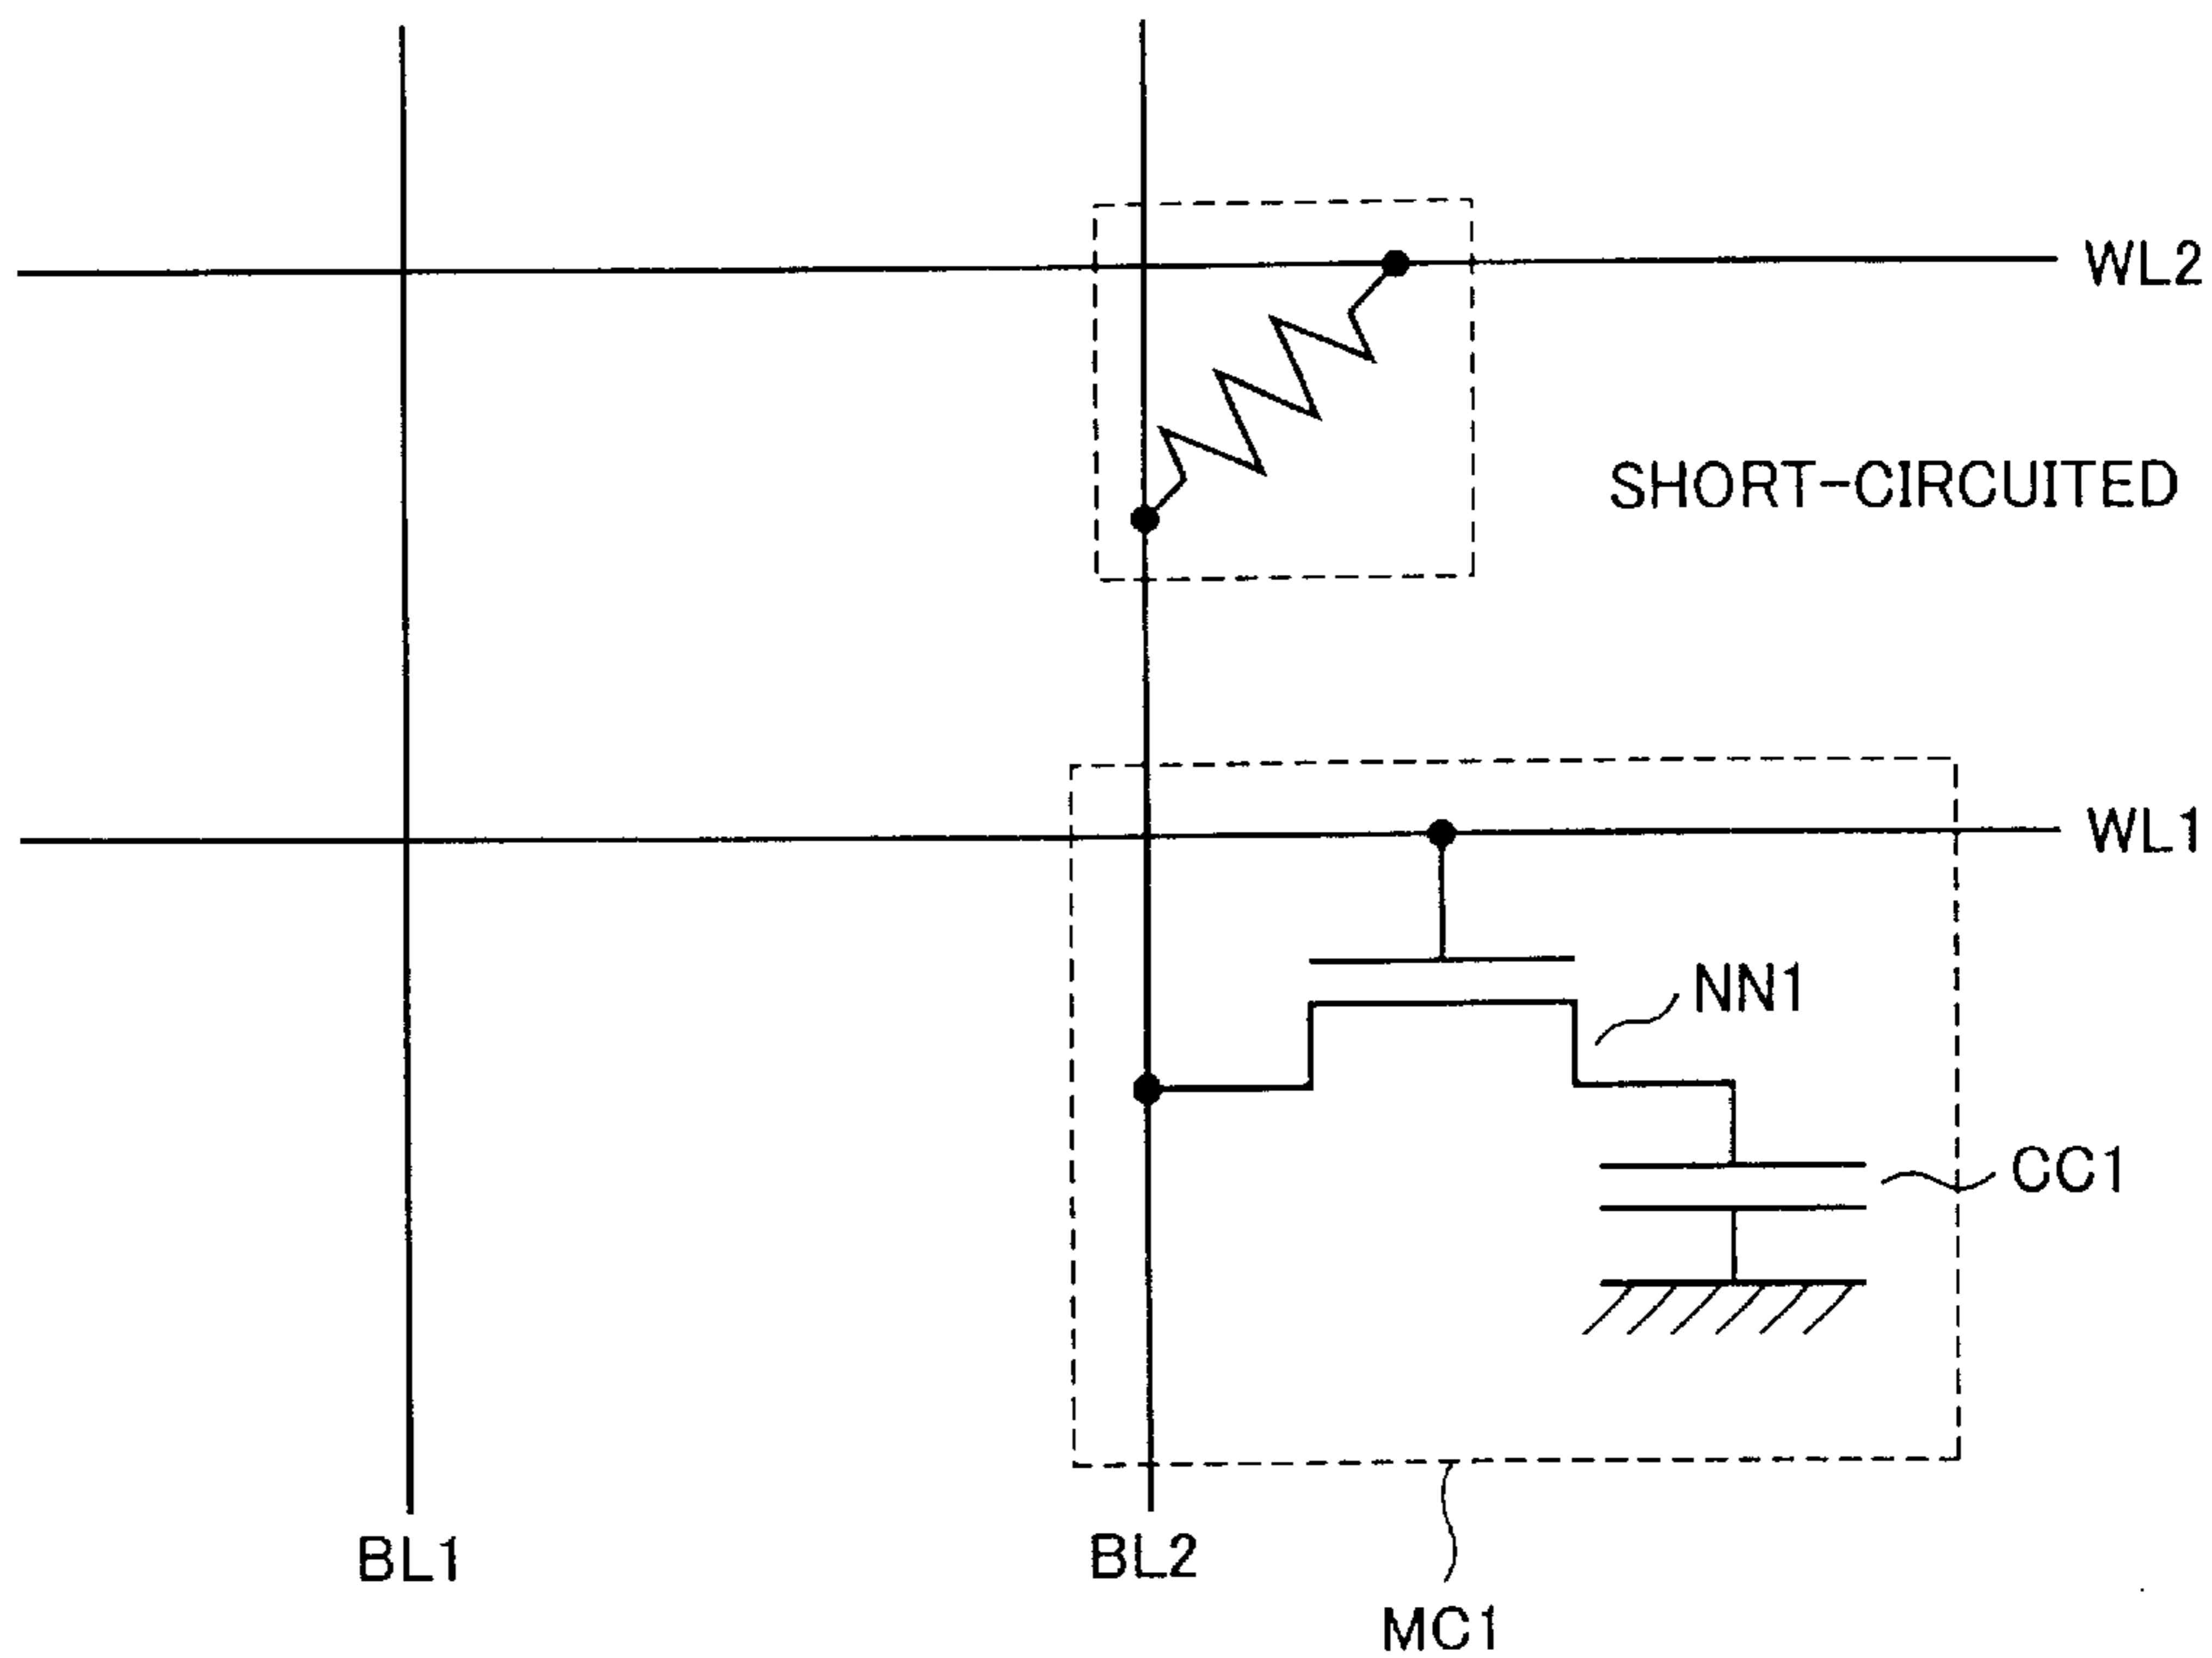 WL2
SHORT-CIRCUITED
WL1
NN1
CC1
BL1
BL2
MC1